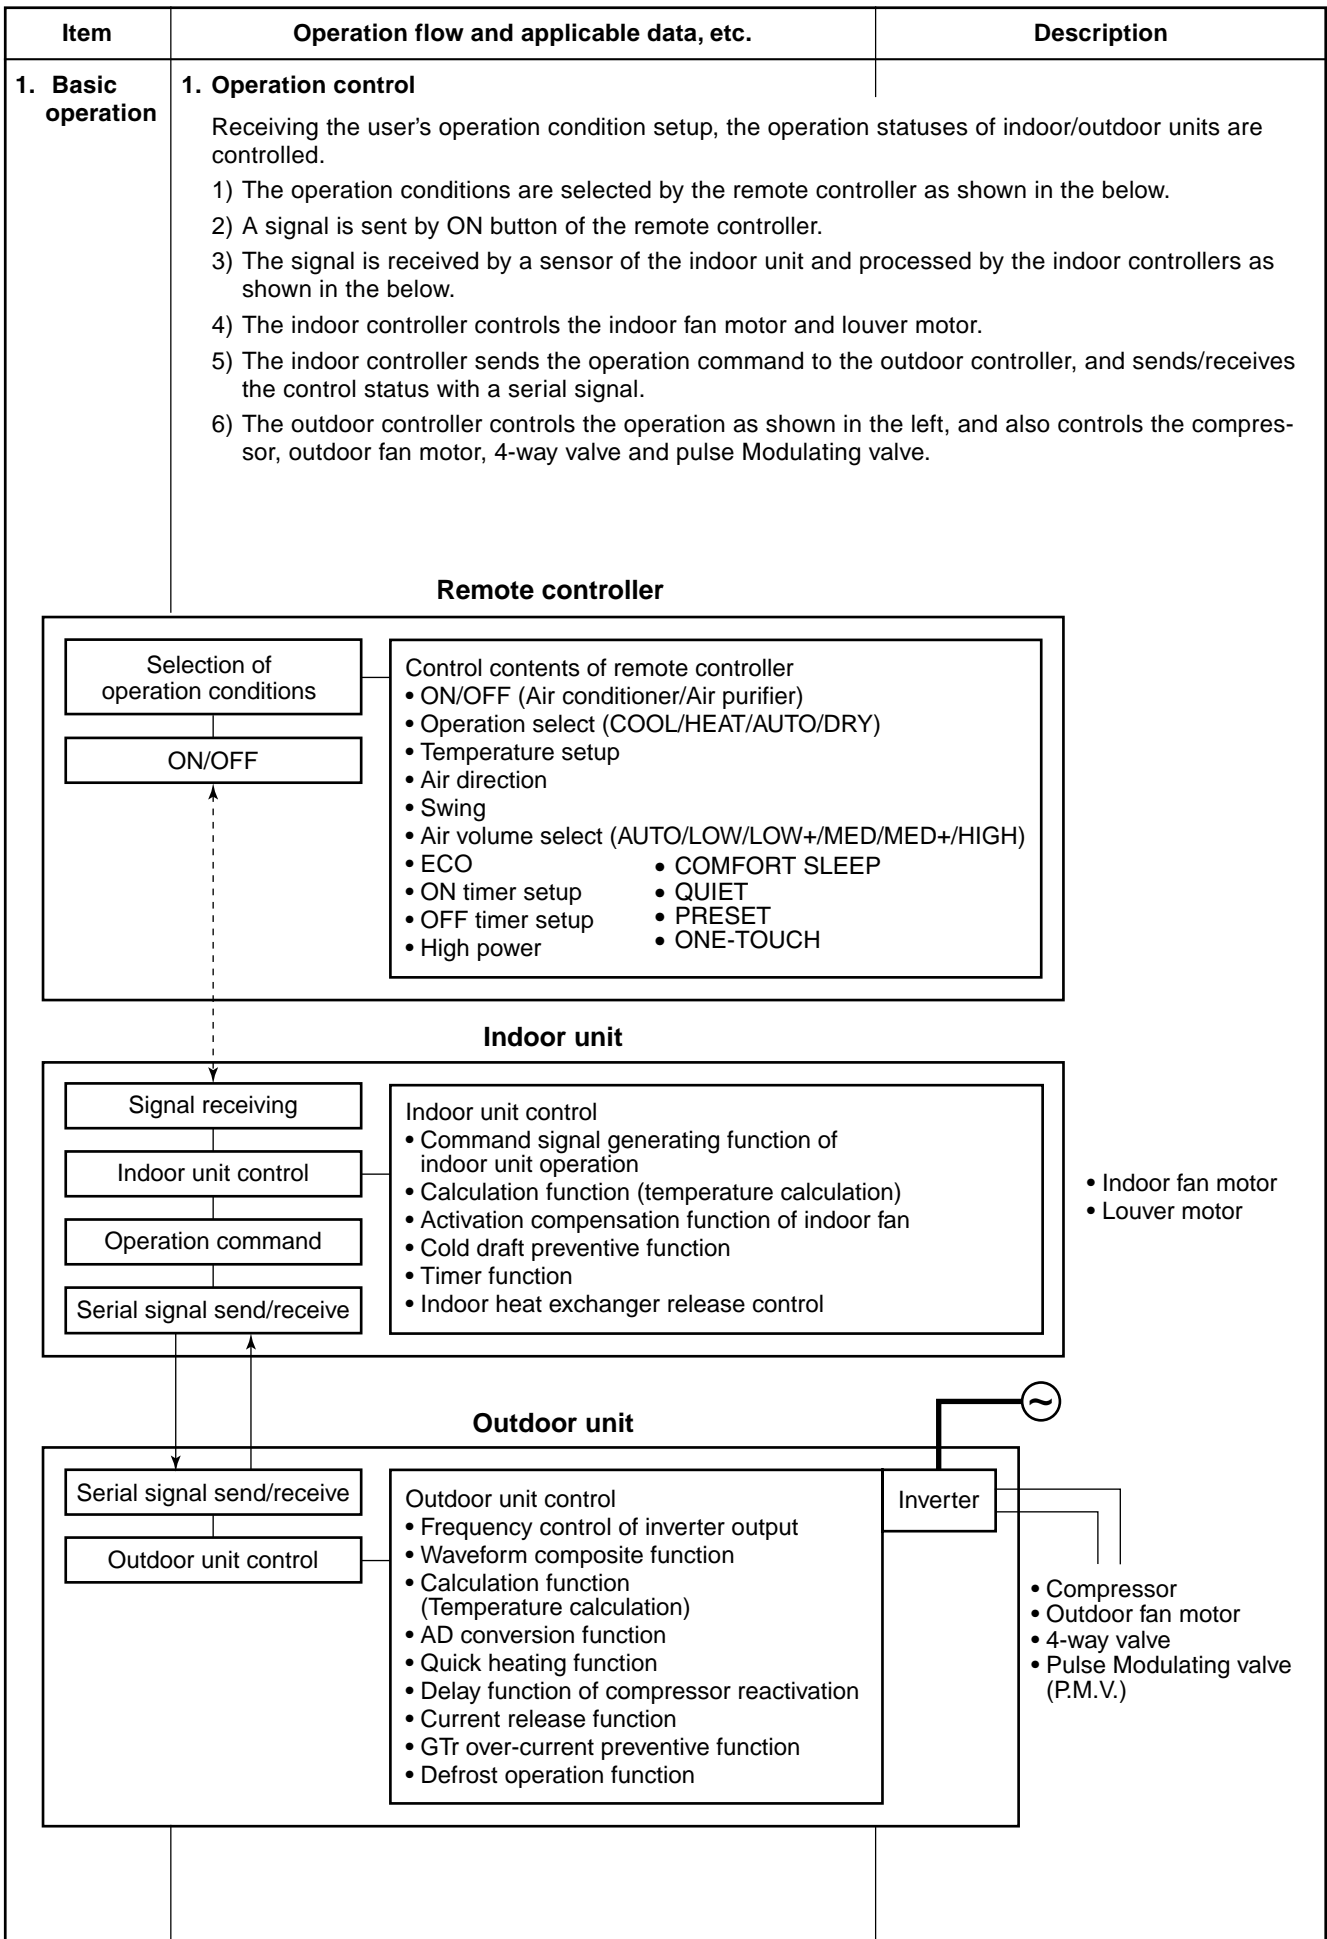 Item
Operation flow and applicable data, etc.
Description
1. Basic
operation
1. Operation control
Receiving the user's operation condition setup, the operation statuses of indoor/outdoor units are
controlled.
1) The operation conditions are selected by the remote controller as shown in the below.
2) A signal is sent by ON button of the remote controller.
3) The signal is received by a sensor of the indoor unit and processed by the indoor controllers as
shown in the below.
4) The indoor controller controls the indoor fan motor and louver motor.
5) The indoor controller sends the operation command to the outdoor controller, and sends/receives
the control status with a serial signal.
6) The outdoor controller controls the operation as shown in the left, and also controls the compres-
sor, outdoor fan motor, 4-way valve and pulse Modulating valve.
Remote controller
Selection of
operation conditions
ON/OFF
Control contents of remote controller
• ON/OFF (Air conditioner/Air purifier)
• Operation select (COOL/HEAT/AUTO/DRY)
• Temperature setup
• Air direction
• Swing
• Air volume select (AUTO/LOW/LOW+/MED/MED+/HIGH)
• ECO
• ON timer setup
• OFF timer setup
• High power
• COMFORT SLEEP
• QUIET
• PRESET
• ONE-TOUCH
Indoor unit
Signal receiving
Indoor unit control
Operation command
Serial signal send/receive
Indoor unit control
• Command signal generating function of
indoor unit operation
• Calculation function (temperature calculation)
• Activation compensation function of indoor fan
• Cold draft preventive function
• Timer function
• Indoor heat exchanger release control
• Indoor fan motor
• Louver motor
Outdoor unit
~
Serial signal send/receive
Outdoor unit control
Outdoor unit control
• Frequency control of inverter output
• Waveform composite function
• Calculation function
(Temperature calculation)
• AD conversion function
• Quick heating function
• Delay function of compressor reactivation
• Current release function
• GTr over-current preventive function
• Defrost operation function
Inverter
• Compressor
• Outdoor fan motor
• 4-way valve
• Pulse Modulating valve
(P.M.V.)